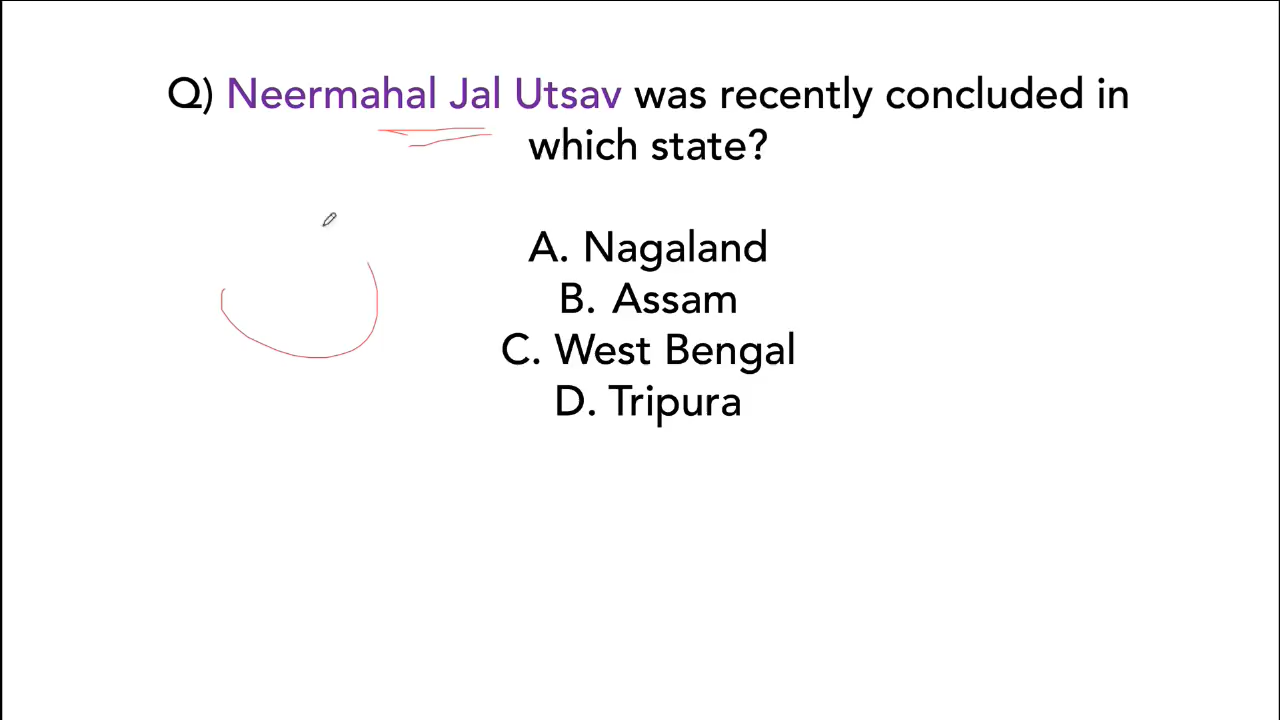 Q) Neermahal Jal Utsav was recently concluded in
which state?
A. Nagaland
B. Assam
C. West Bengal
D. Tripura